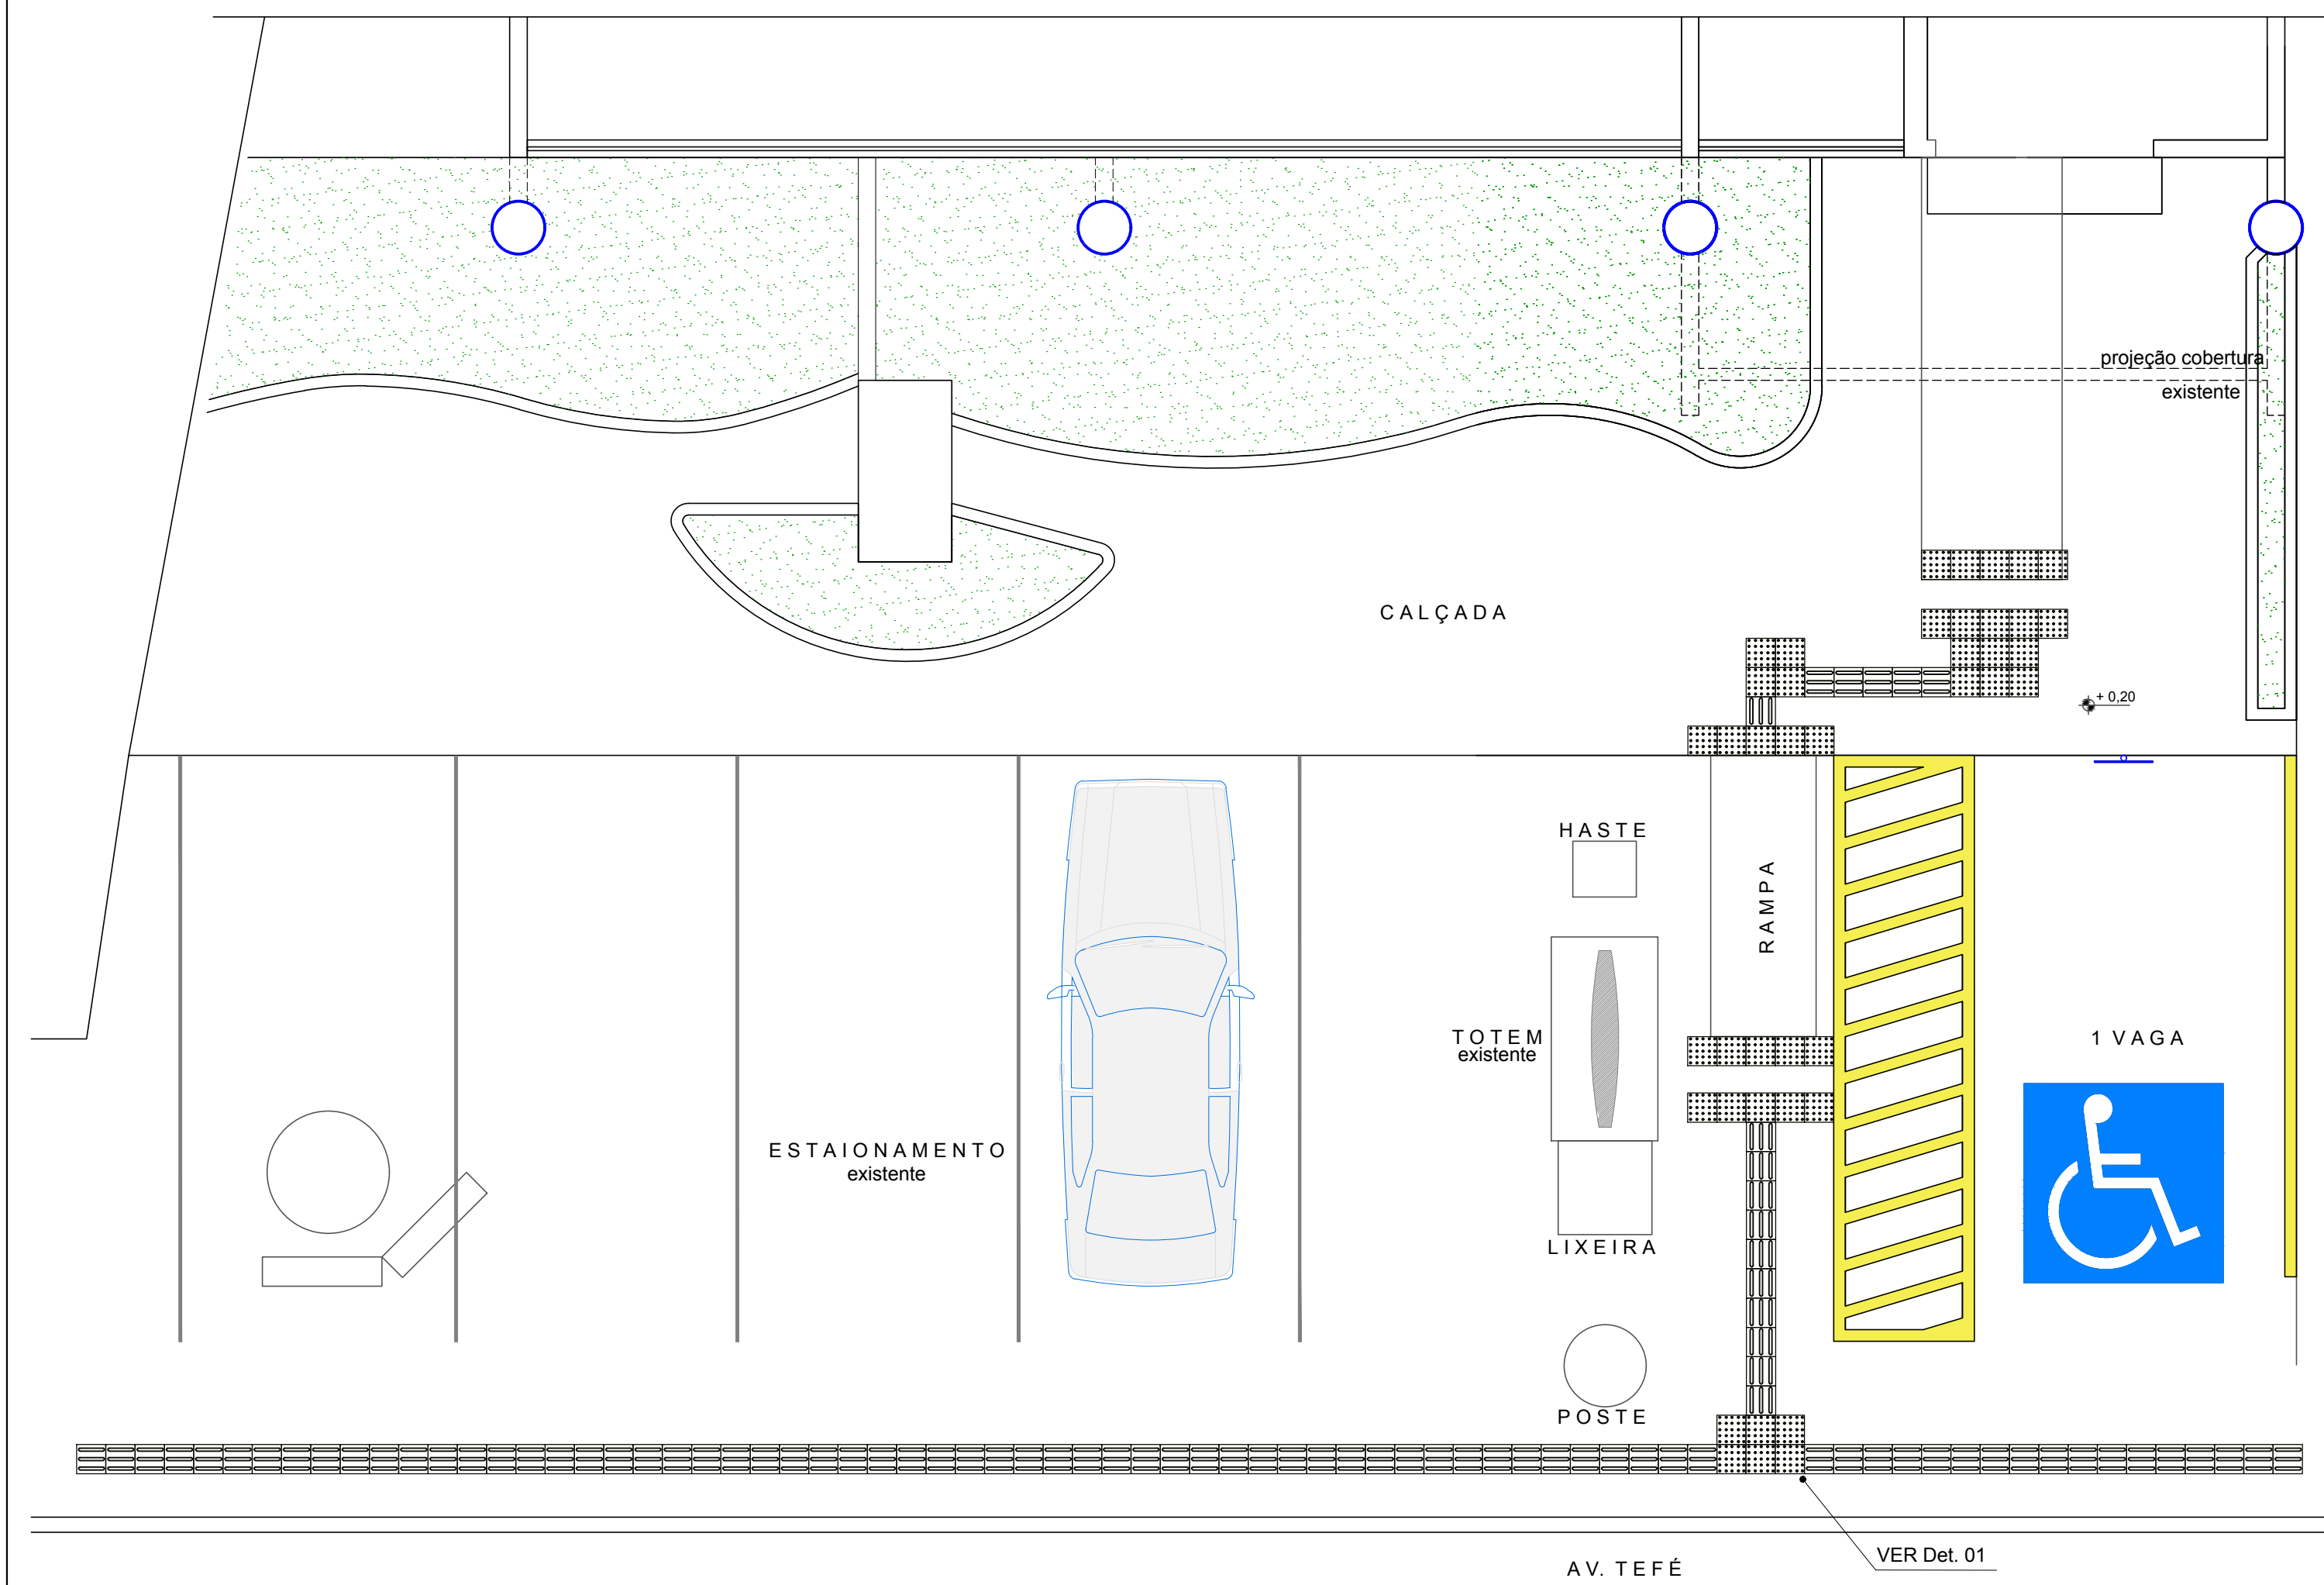 projeção cobertura
existente
CALÇADA
+ 0,20
HASTE
RAMPA
TOTEM
existente
1 VAGA
ESTAIONAMENTO
existente
LIXEIRA
POSTE
VER Det. 01
AV. TEFÉ